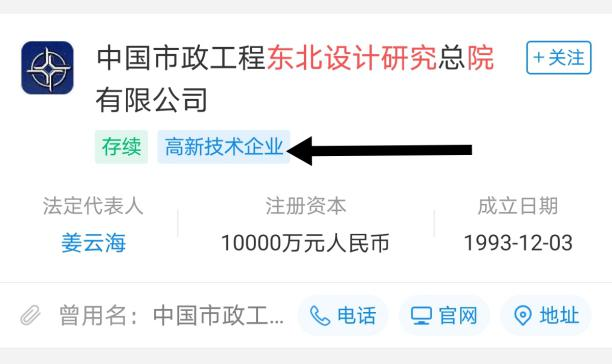 中国市政工程东北设计研究总院
有限公司
+关注
存续 高新技术企业
法定代表人 注册资本 成立日期
姜云海 10000万元人民币 1993-12-03
曾用名：中国市政工... 电话 官网 地址